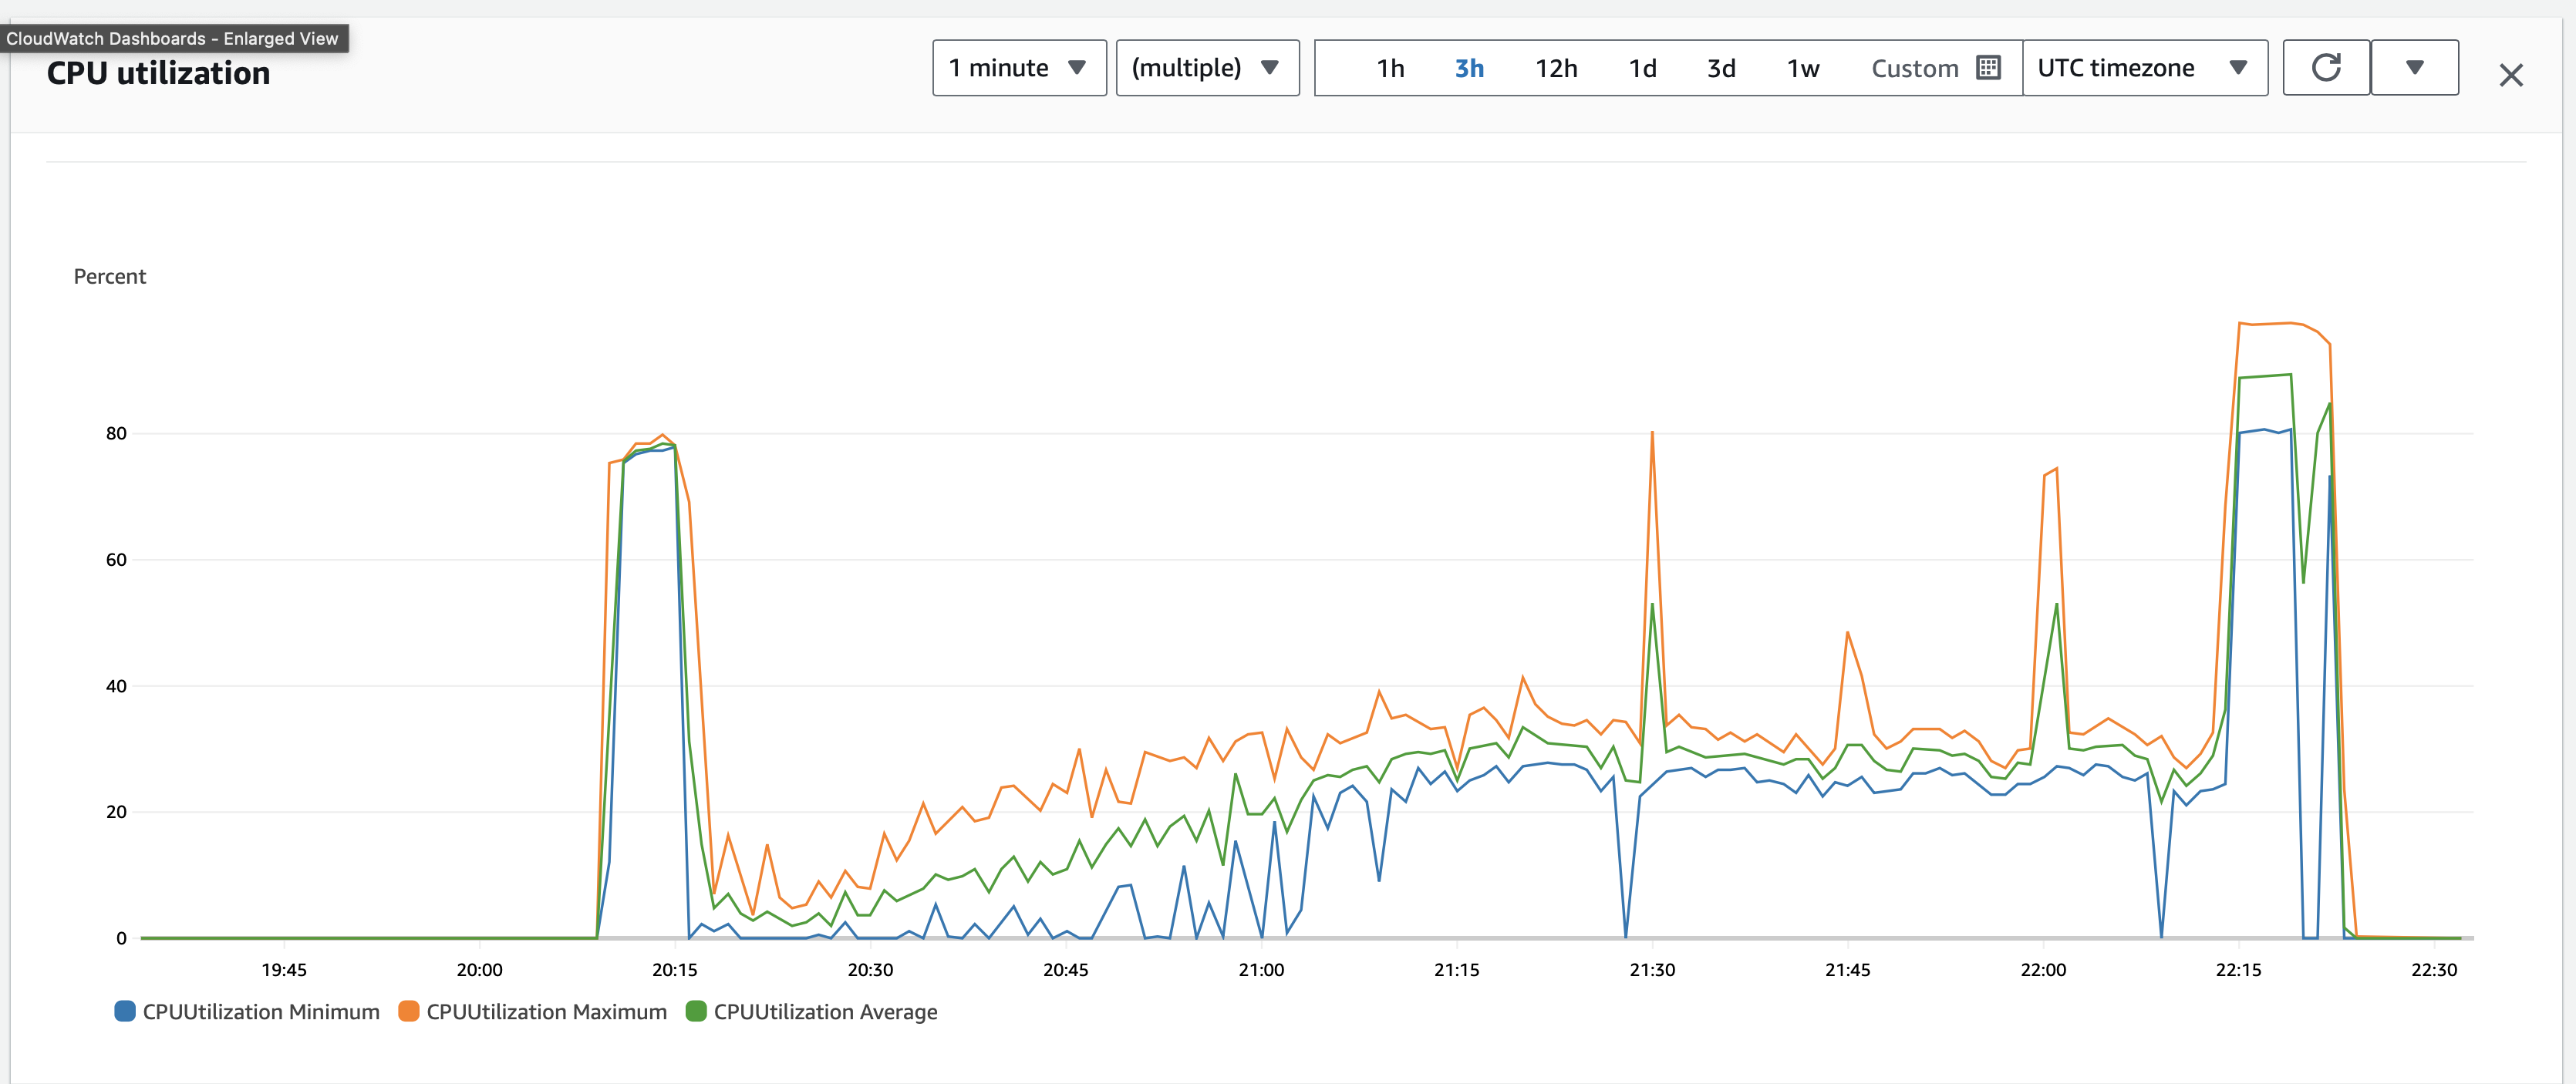 CloudWatch Dashboards - Enlarged View
CPU utilization
1 minute (multiple) 1h 3h 12h 1d 3d 1w Custom UTC timezone
Percent
80
60
40
20
0
19:45 20:00 20:15 20:30 20:45 21:00 21:15 21:30 21:45 22:00 22:15 22:30
CPUUtilization Minimum CPUUtilization Maximum CPUUtilization Average